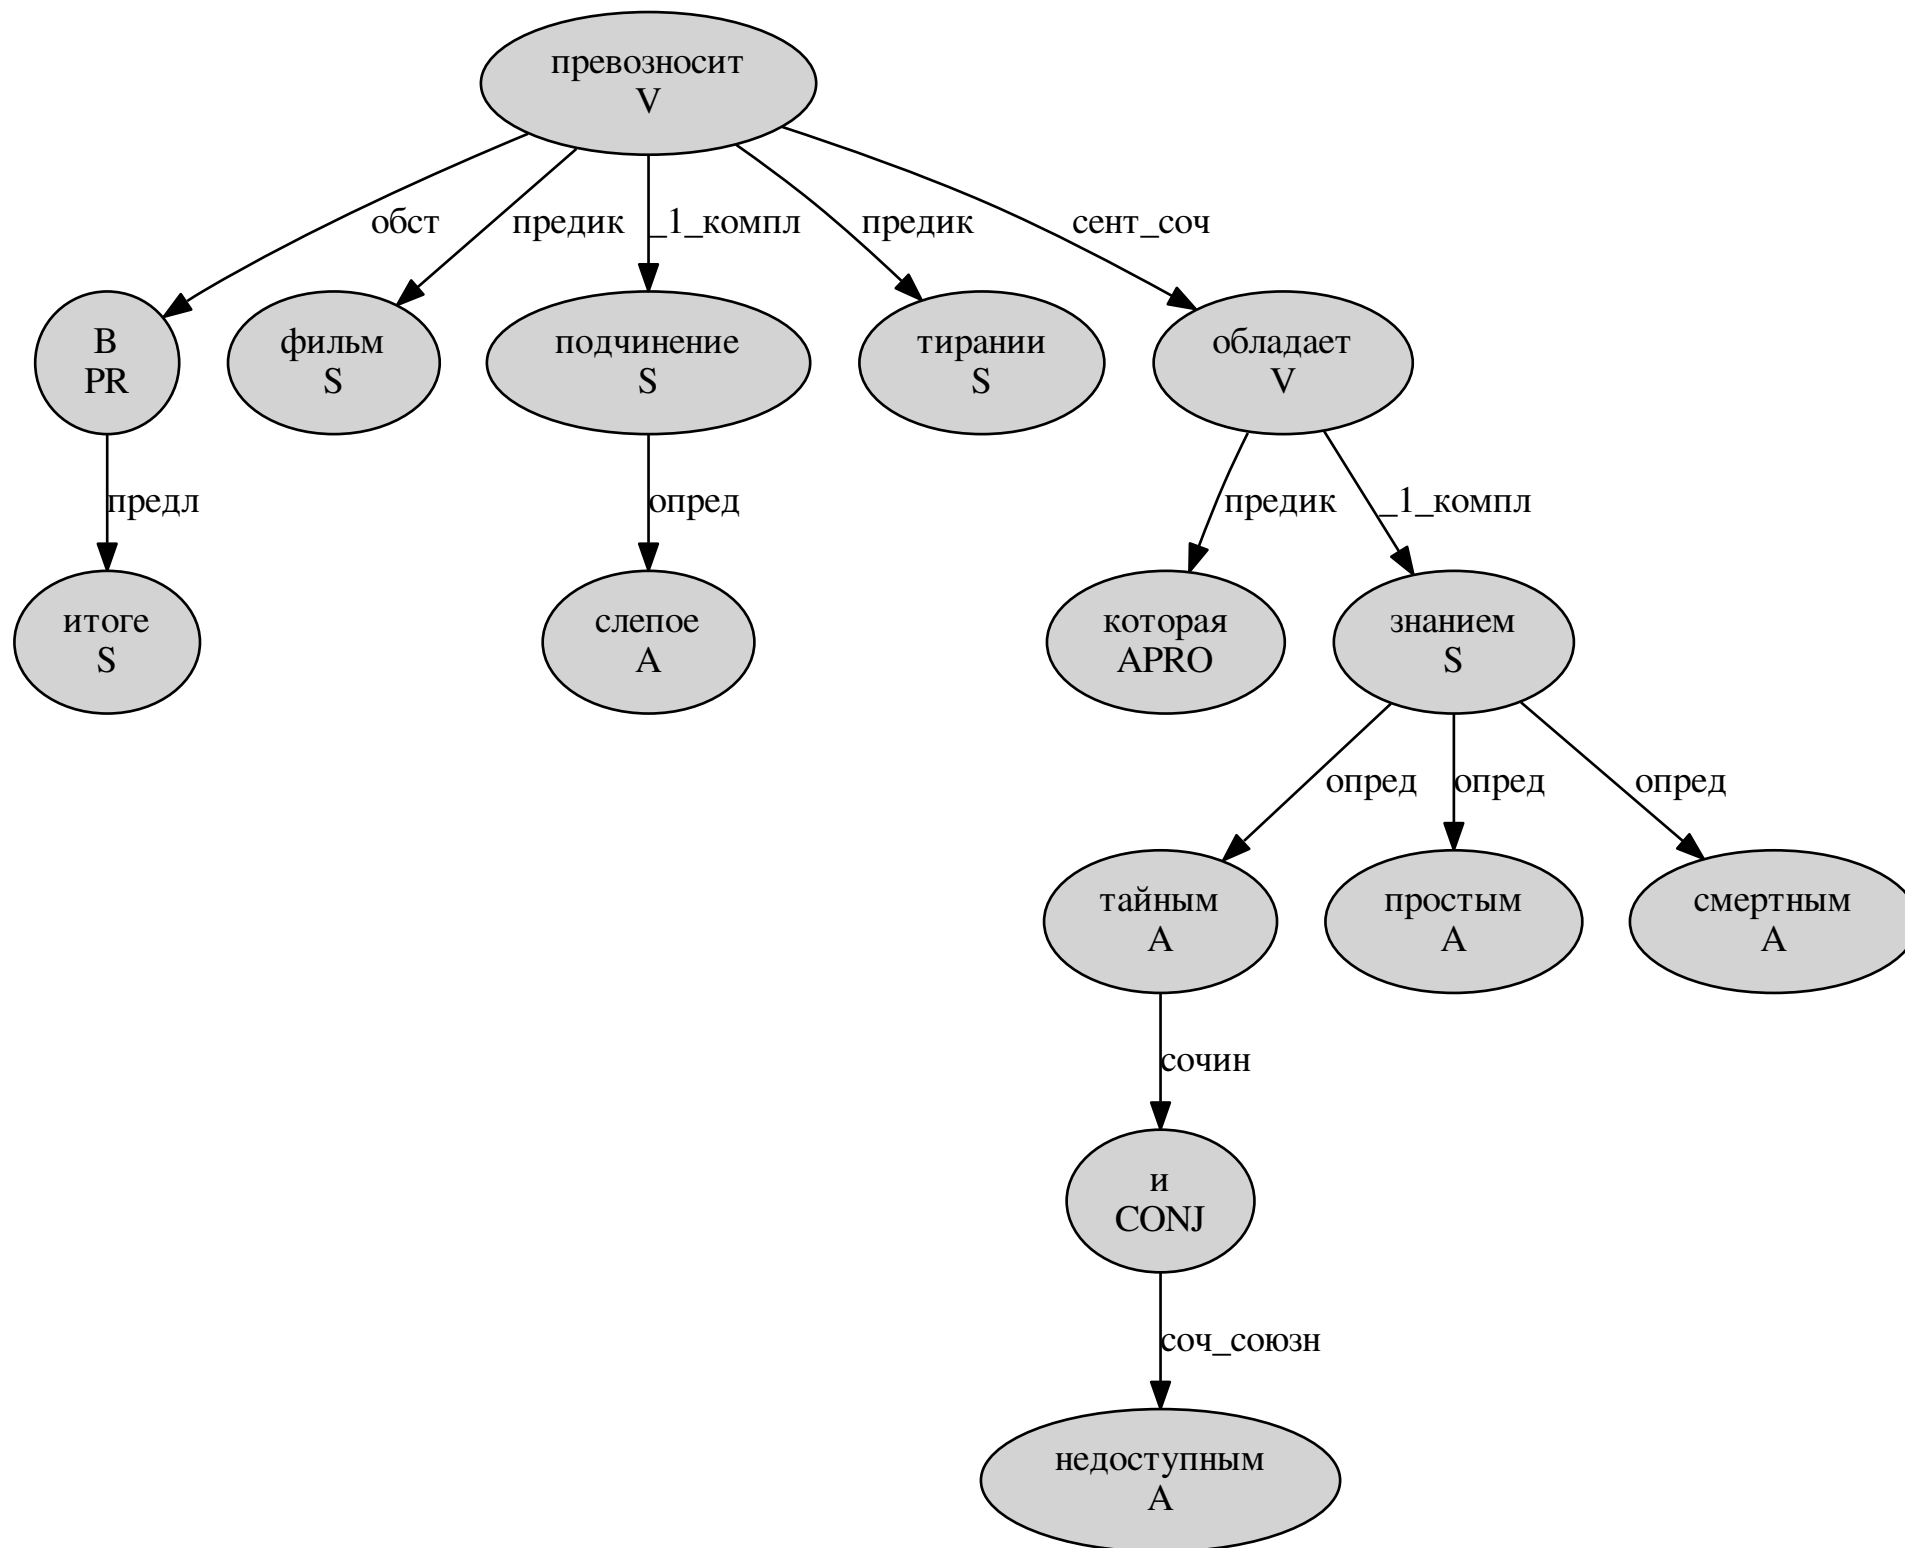 превозносит
V
обст
предик
_1_компл
предик
сент_соч
В
PR
фильм
S
подчинение
S
тирании
S
обладает
V
предл
опред
предик
_1_компл
итоге
S
слепое
A
которая
APRO
знанием
S
опред
опред
опред
тайным
A
простым
A
смертным
A
сочин
и
CONJ
соч_союзн
недоступным
A